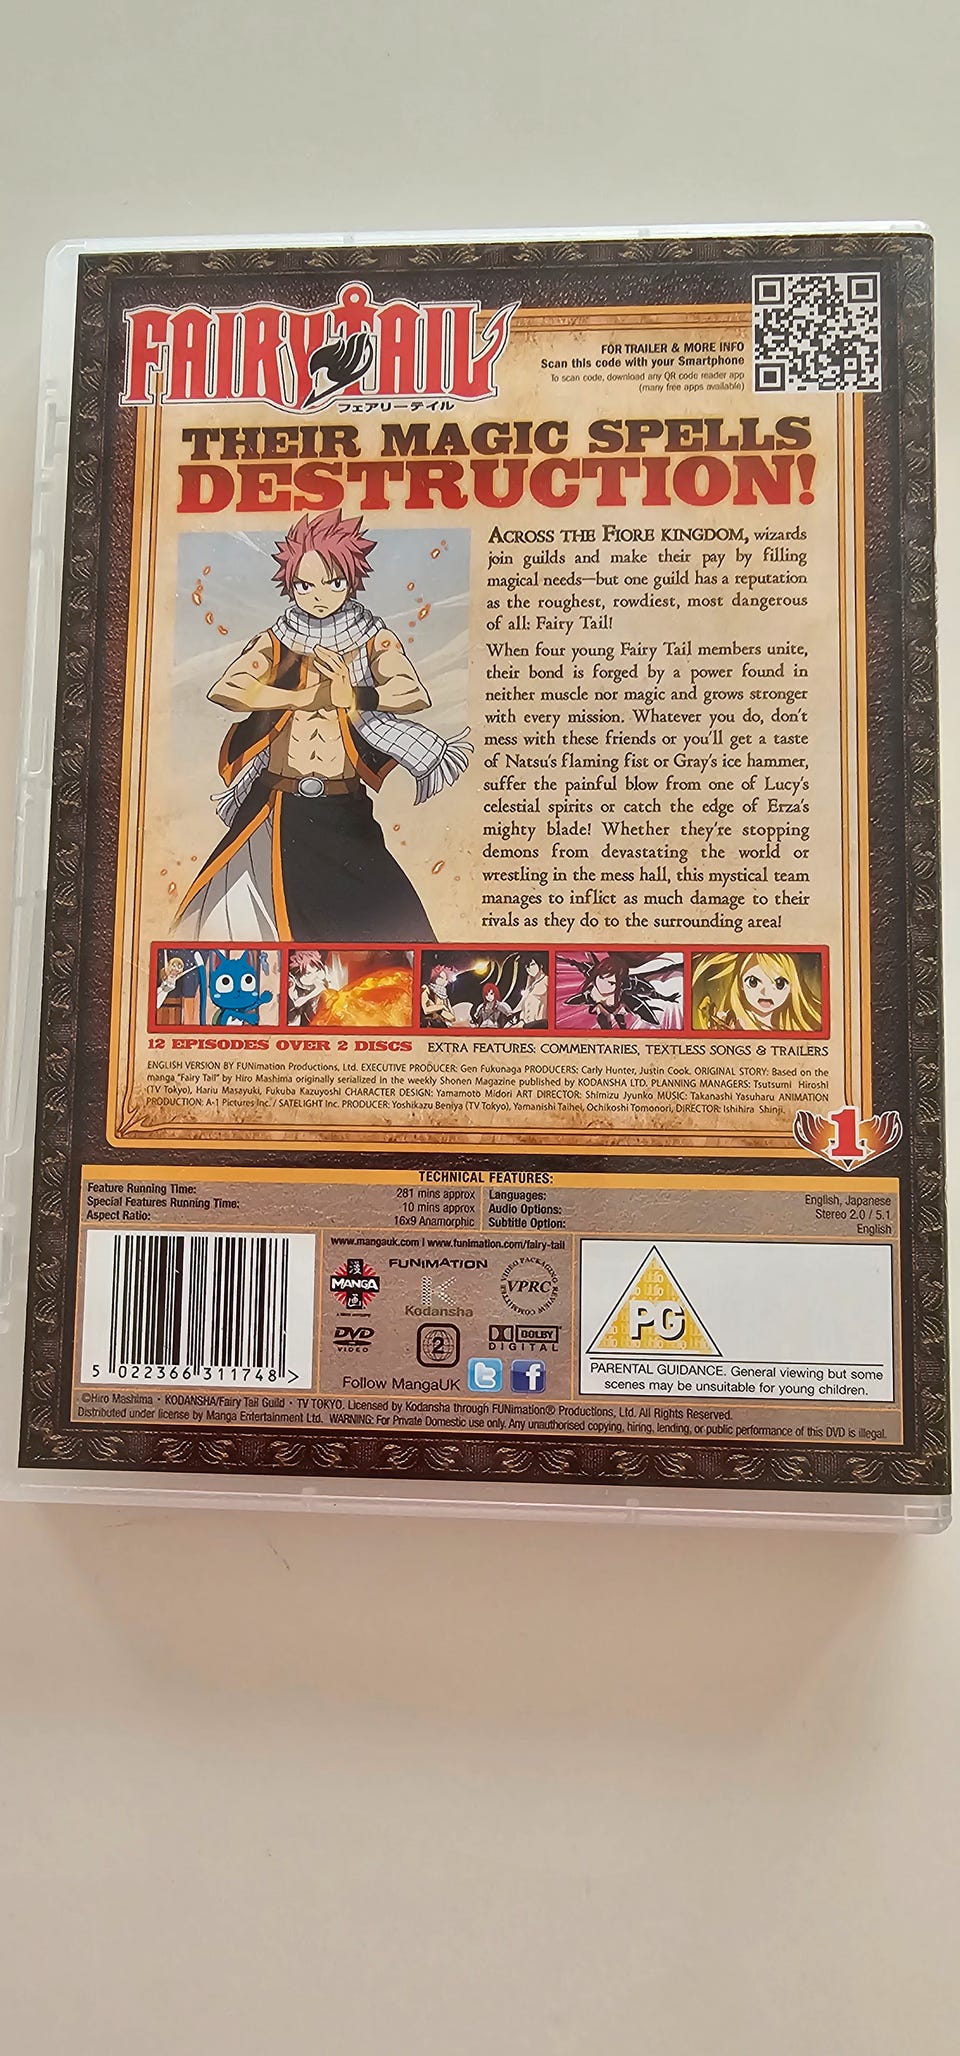 FAIRY TAIL
フェアリーテイル
FOR TRAILER & MORE INFO
Scan this code with your Smartphone
To scan code, download any QR code reader app
(many free apps available)
THEIR MAGIC SPELLS
DESTRUCTION!
ACROSS THE FIORE KINGDOM, wizards
join guilds and make their pay by filling
magical needs—but one guild has a reputation
as the roughest, rowdiest, most dangerous
of all: Fairy Tail!
When four young Fairy Tail members unite,
their bond is forged by a power found in
neither muscle nor magic and grows stronger
with every mission. Whatever you do, don't
mess with these friends or you'll get a taste
of Natsu's flaming fist or Gray's ice hammer,
suffer the painful blow from one of Lucy's
celestial spirits or catch the edge of Erza's
mighty blade! Whether they're stopping
demons from devastating the world or
wrestling in the mess hall, this mystical team
manages to inflict as much damage to their
rivals as they do to the surrounding area!
12 EPISODES OVER 2 DISCS EXTRA FEATURES: COMMENTARIES, TEXTLESS SONGS & TRAILERS
ENGLISH VERSION BY FUNimation Productions, Ltd. EXECUTIVE PRODUCER: Gen Fukunaga PRODUCERS: Carly Hunter, Justin Cook. ORIGINAL STORY: Based on the
manga "Fairy Tail" by Hiro Mashima originally serialized in the weekly Shonen Magazine published by KODANSHA LTD. PLANNING MANAGERS: Tsutsumi Hiroshi
(TV Tokyo), Hariu Masayuki, Fukuba Kazuyoshi CHARACTER DESIGN: Yamamoto Midori ART DIRECTOR: Shimizu Jyunko MUSIC: Takanashi Yasuharu ANIMATION
PRODUCTION: A-1 Pictures Inc. / SATELIGHT Inc. PRODUCER: Yoshikazu Beniya (TV Tokyo), Yamanishi Taihei, Ochikoshi Tomonori, DIRECTOR: Ishihira Shinji.
1
TECHNICAL FEATURES:
Feature Running Time: 281 mins approx
Special Features Running Time: 10 mins approx
Aspect Ratio: 16x9 Anamorphic
Languages: English, Japanese
Audio Options: Stereo 2.0 / 5.1
Subtitle Option: English
www.mangauk.com | www.funimation.com/fairy-tail
漫
MANGA
画
FUNIMATION
K
Kodansha
VIDEO PACKAGING REVIEW COMMITTEE
VPRC
DVD
VIDEO
2
DOLBY
DIGITAL
Follow MangaUK
5 022366 311748 >
PG
PARENTAL GUIDANCE. General viewing but some
scenes may be unsuitable for young children.
©Hiro Mashima • KODANSHA/Fairy Tail Guild • TV TOKYO. Licensed by Kodansha through FUNimation® Productions, Ltd. All Rights Reserved.
Distributed under license by Manga Entertainment Ltd. WARNING: For Private Domestic use only. Any unauthorised copying, hiring, lending, or public performance of this DVD is illegal.